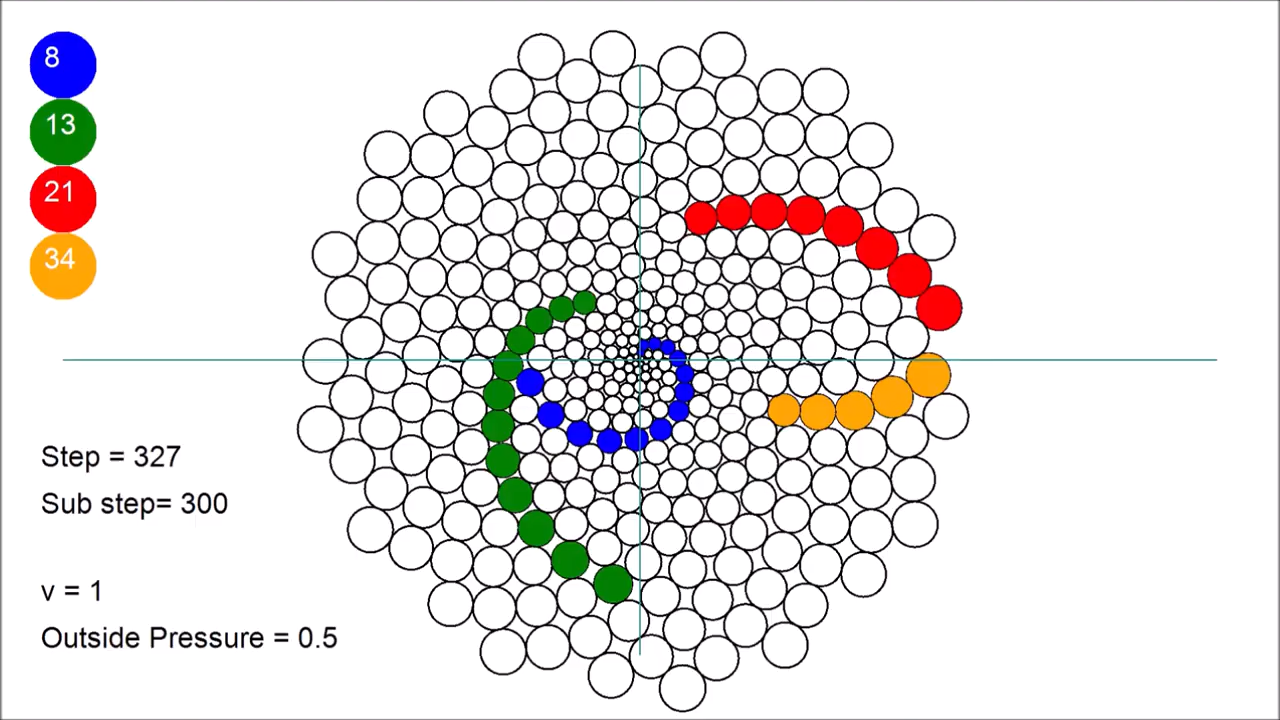 8
13
21
34
Step = 327
Sub step= 300
v = 1
Outside Pressure = 0.5